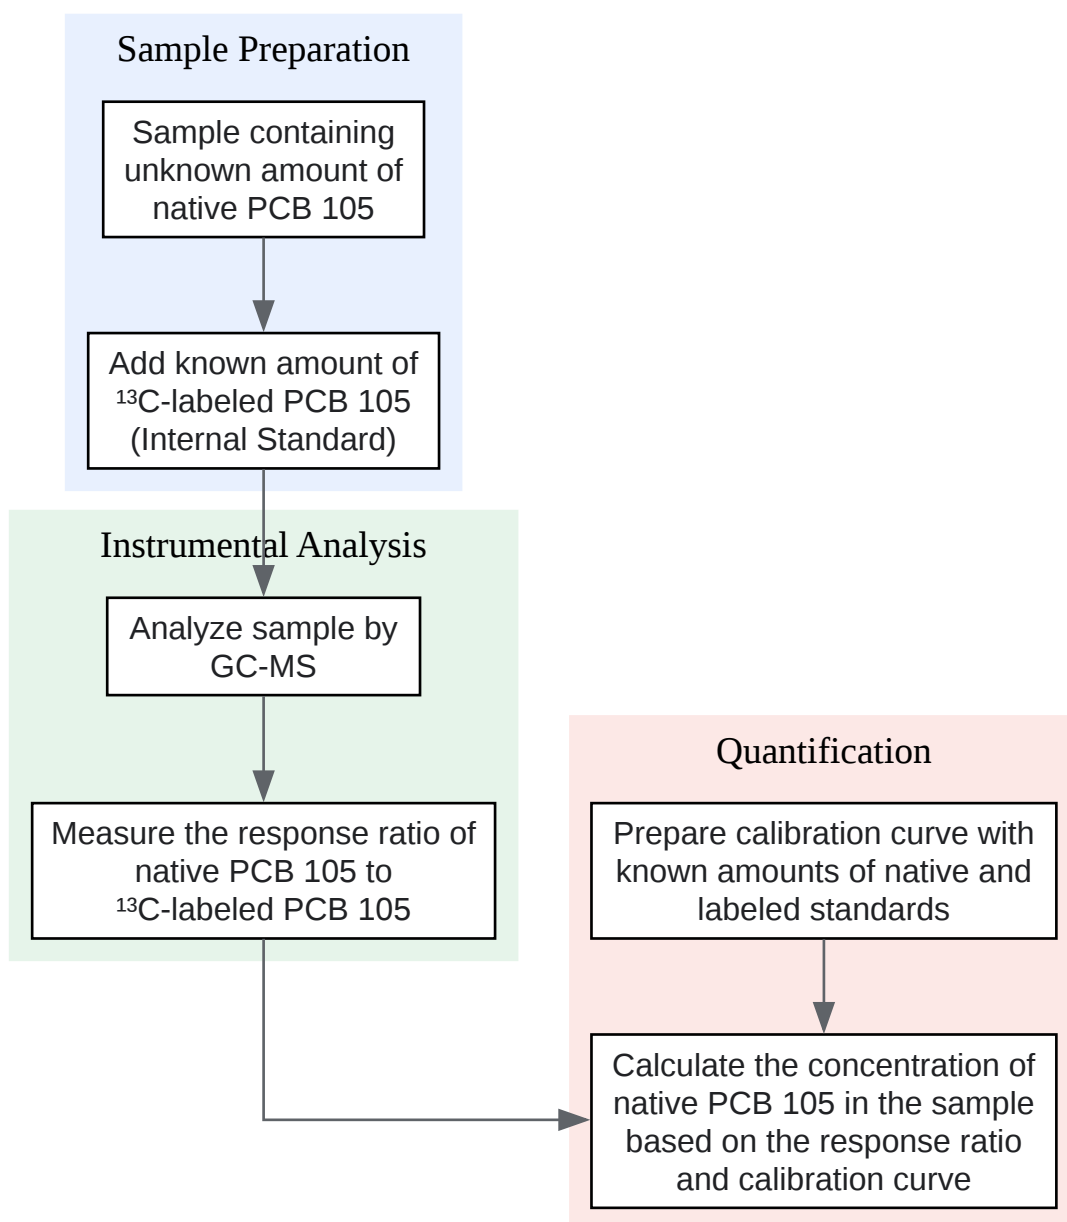 Sample Preparation
Sample containing
unknown amount of
native PCB 105
Add known amount of
¹³C-labeled PCB 105
(Internal Standard)
Instrumental Analysis
Analyze sample by
GC-MS
Measure the response ratio of
native PCB 105 to
¹³C-labeled PCB 105
Quantification
Prepare calibration curve with
known amounts of native and
labeled standards
Calculate the concentration of
native PCB 105 in the sample
based on the response ratio
and calibration curve